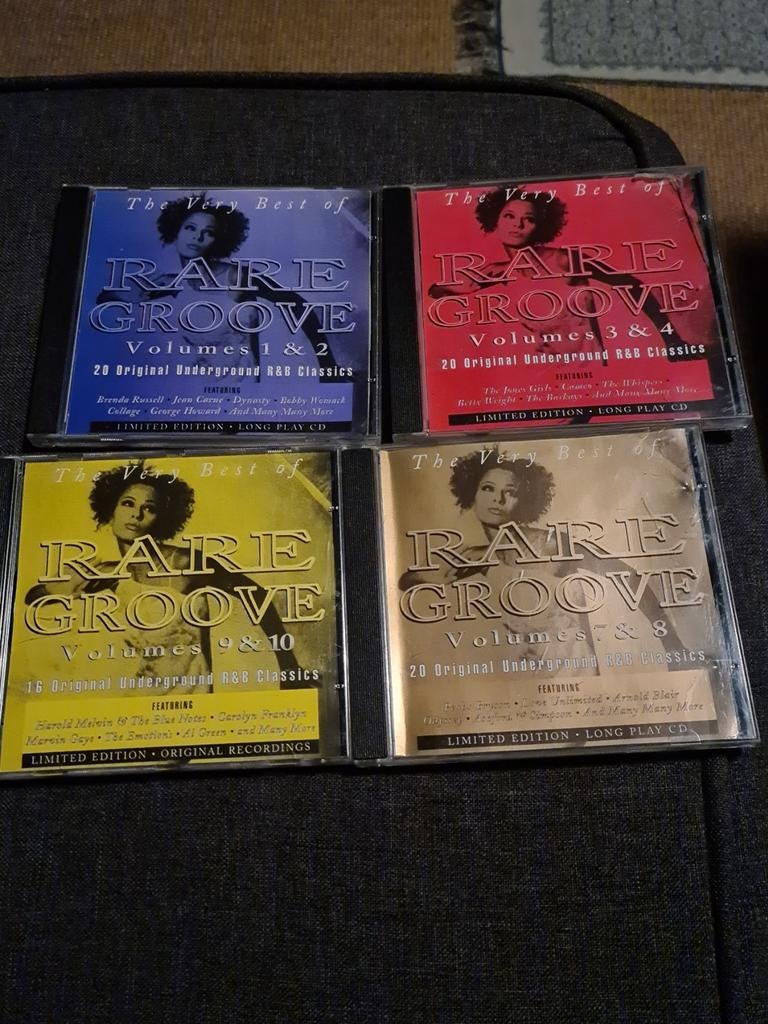 The Very Best of
RARE
GROOVE
Volumes 1 & 2
20 Original Underground R&B Classics
FEATURING
Brenda Russell • Jean Carne • Dynasty • Bobby Womack
Collage • George Howard • And Many Many More
LIMITED EDITION • LONG PLAY CD
The Very Best of
RARE
GROOVE
Volumes 3 & 4
20 Original Underground R&B Classics
FEATURING
The Jones Girls • Cameo • The Whispers
Betty Wright • The Barkays • And Many Many More
LIMITED EDITION • LONG PLAY CD
The Very Best of
RARE
GROOVE
Volumes 9 & 10
16 Original Underground R&B Classics
FEATURING
Harold Melvin & The Blue Notes • Carolyn Franklyn
Marvin Gaye • The Emotions • Al Green • and Many More
LIMITED EDITION • ORIGINAL RECORDINGS
The Very Best of
RARE
GROOVE
Volumes 7 & 8
20 Original Underground R&B Classics
FEATURING
Bryson • Love Unlimited • Arnold Blair
Odyssey • Simpson • And Many Many More
LIMITED EDITION • LONG PLAY CD